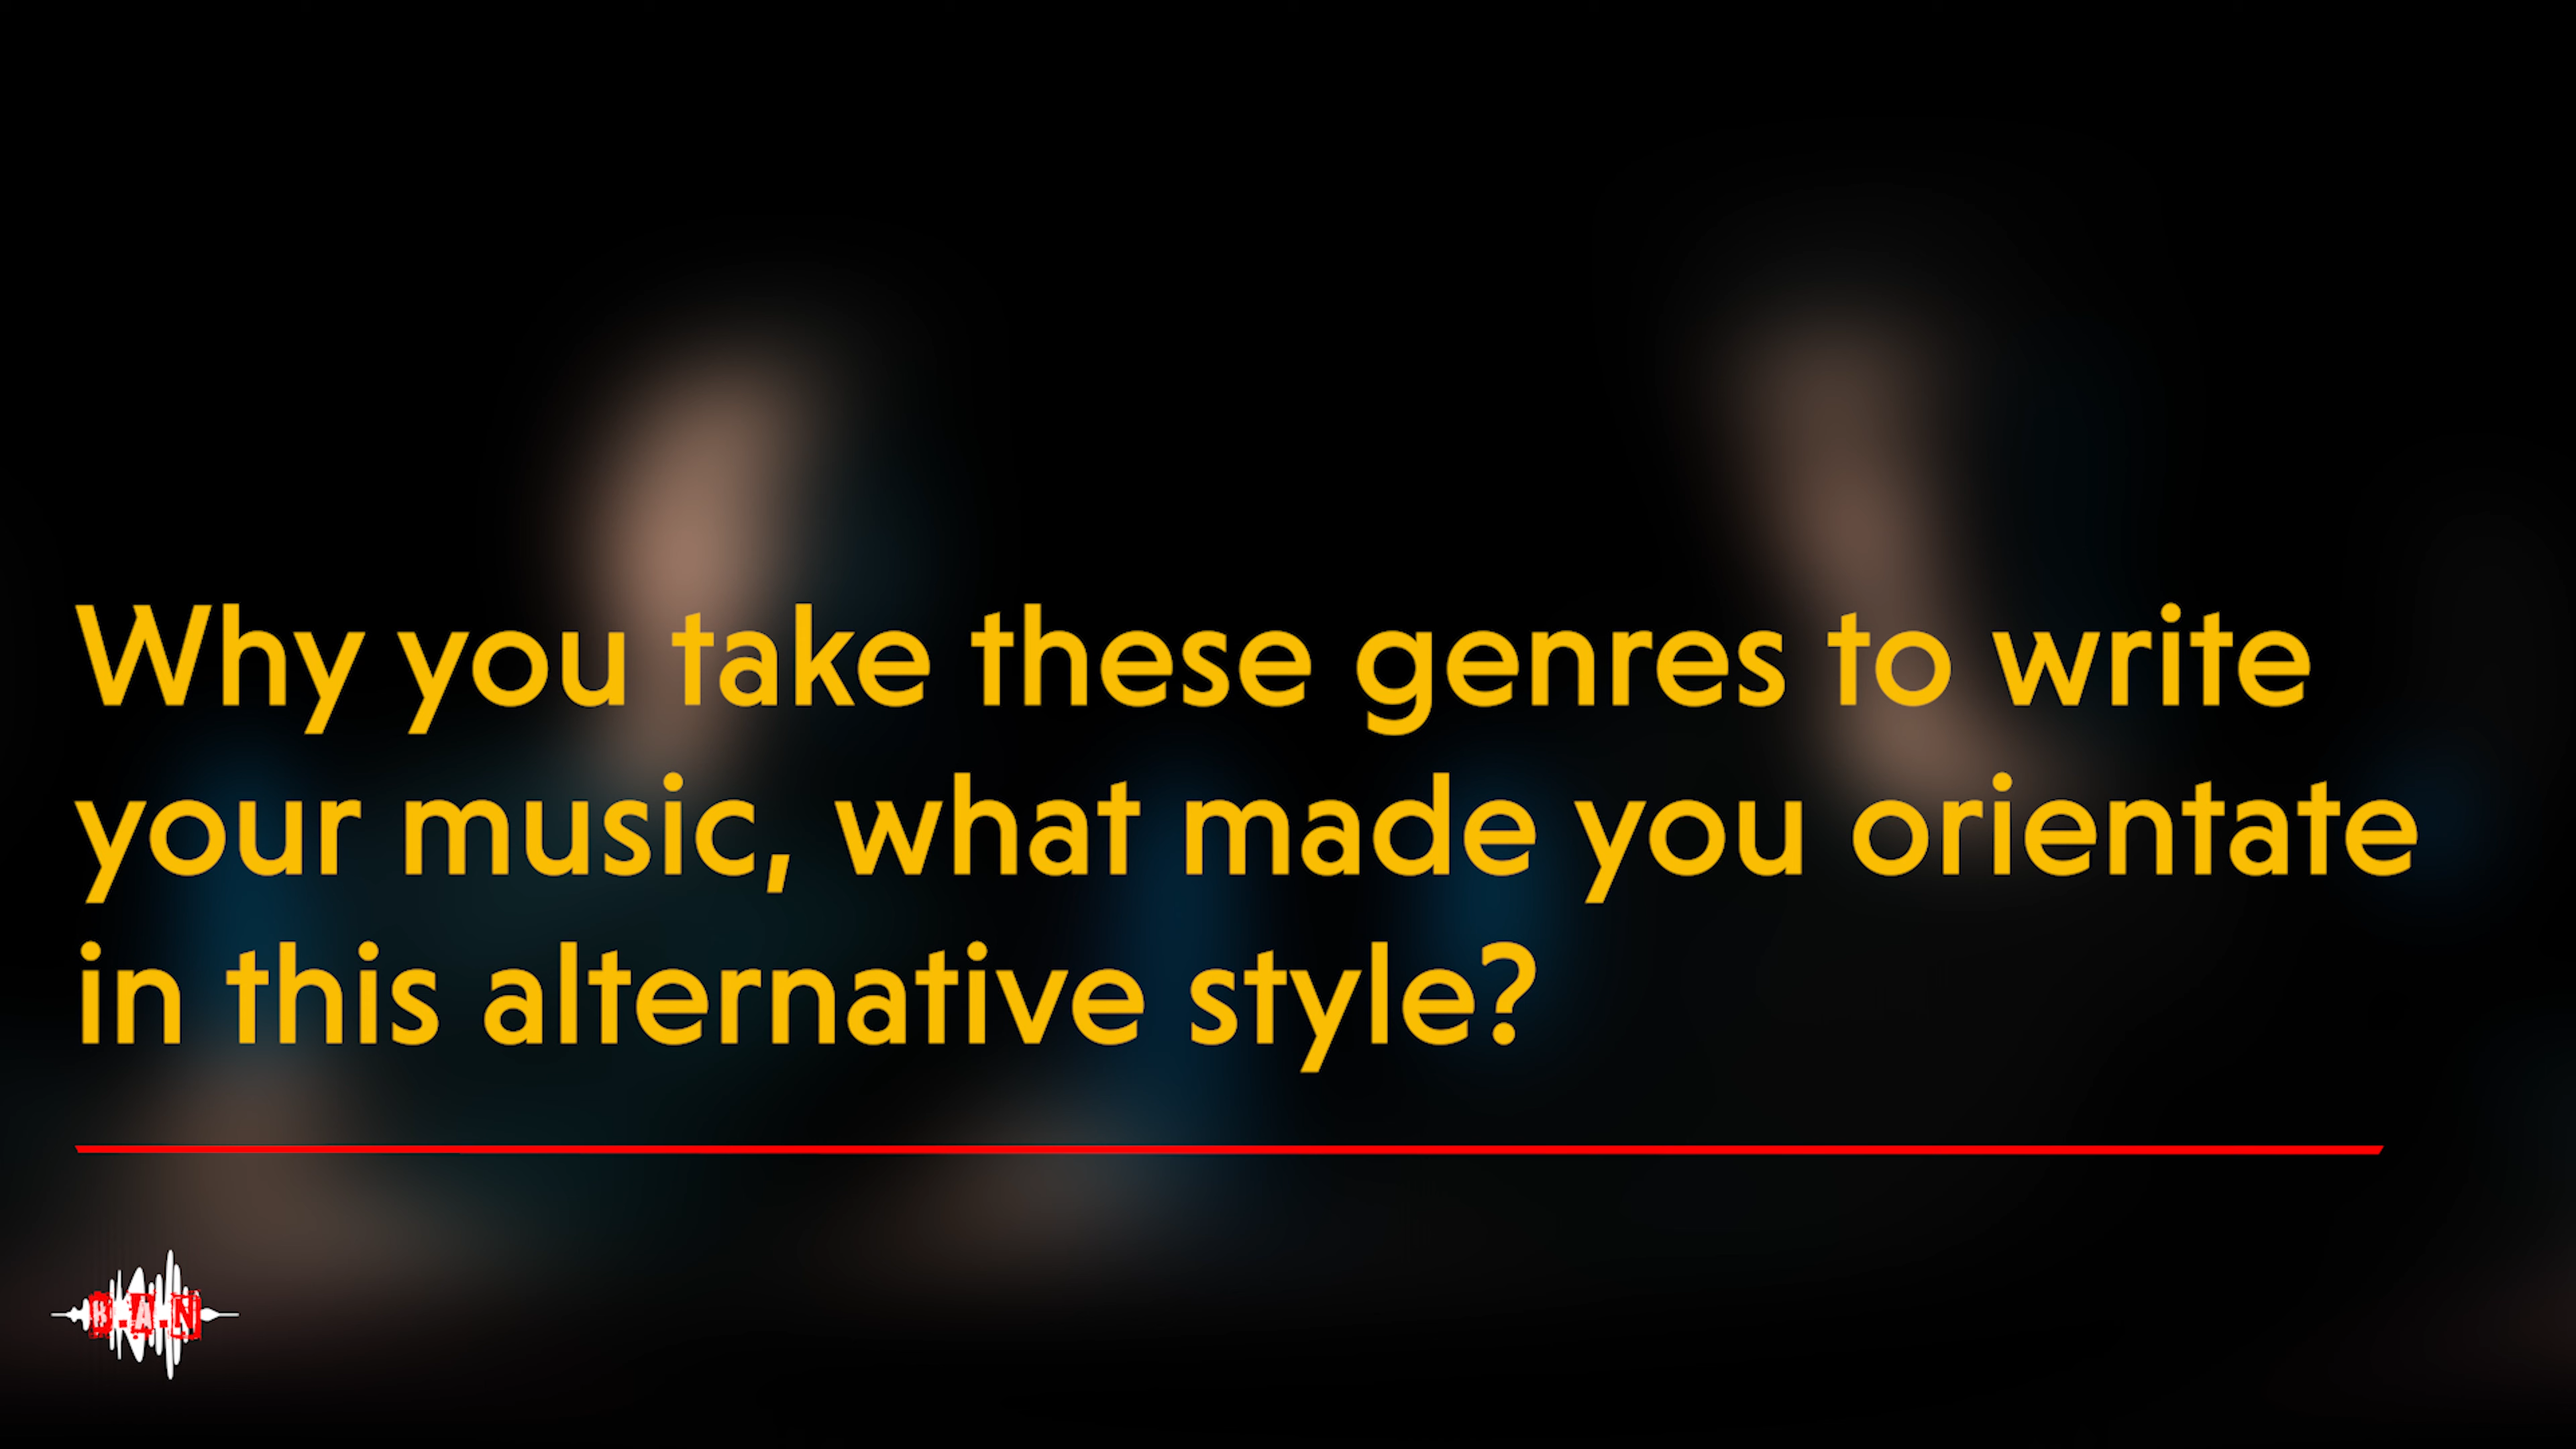 Why you take these genres to write
your music, what made you orientate
in this alternative style?
K.A.N